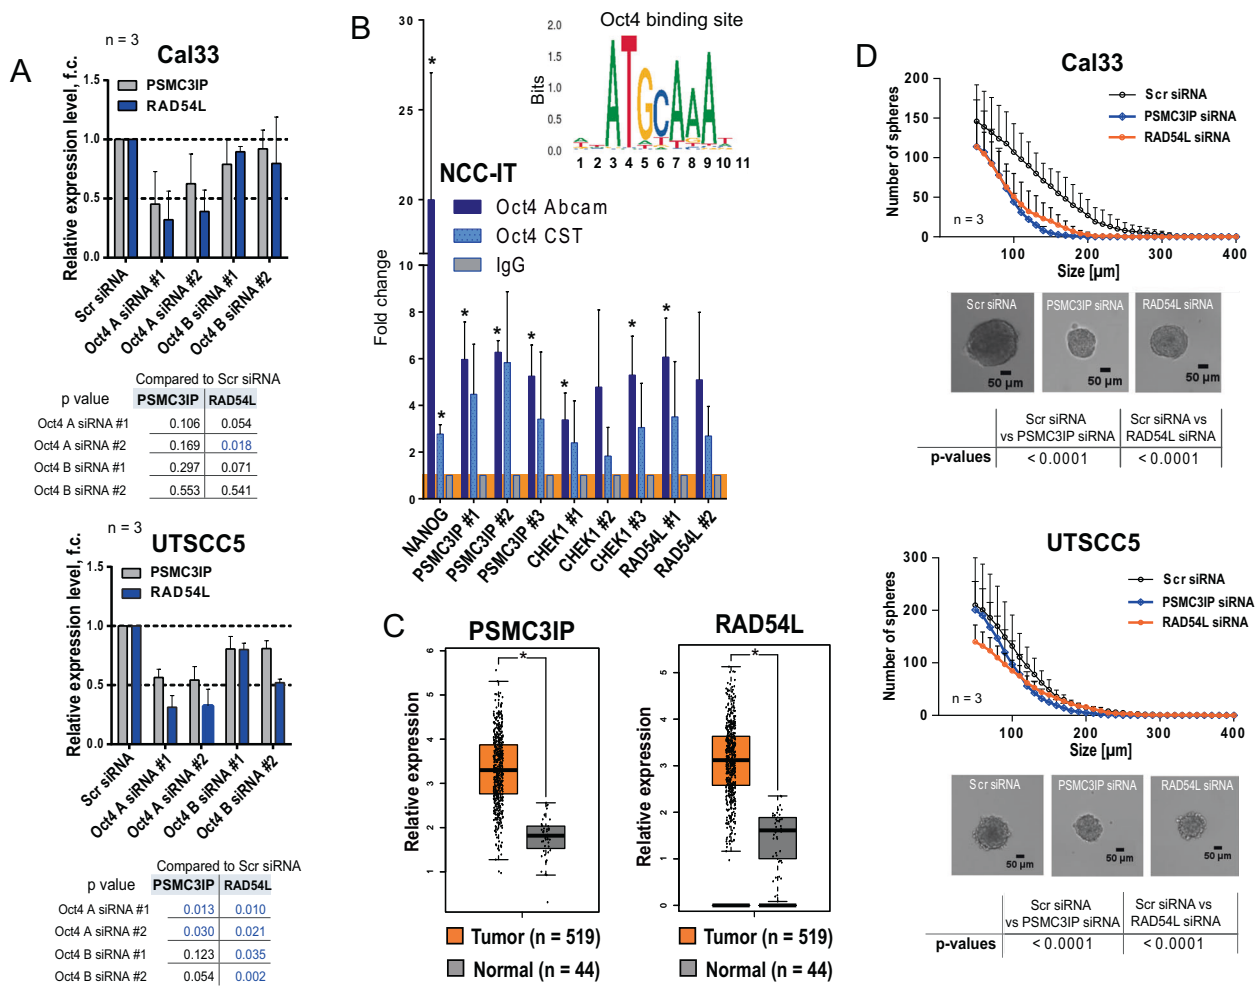 A
n = 3
Cal33
Relative expression level, f.c.
1.5
1.0
0.5
0.0
PSMC3IP
RAD54L
Scr siRNA
Oct4 A siRNA #1
Oct4 A siRNA #2
Oct4 B siRNA #1
Oct4 B siRNA #2
Compared to Scr siRNA
p value PSMC3IP RAD54L
Oct4 A siRNA #1 0.106 0.054
Oct4 A siRNA #2 0.169 0.018
Oct4 B siRNA #1 0.297 0.071
Oct4 B siRNA #2 0.553 0.541
n = 3
UTSCC5
Relative expression level, f.c.
1.5
1.0
0.5
0.0
PSMC3IP
RAD54L
Scr siRNA
Oct4 A siRNA #1
Oct4 A siRNA #2
Oct4 B siRNA #1
Oct4 B siRNA #2
Compared to Scr siRNA
p value PSMC3IP RAD54L
Oct4 A siRNA #1 0.013 0.010
Oct4 A siRNA #2 0.030 0.021
Oct4 B siRNA #1 0.123 0.035
Oct4 B siRNA #2 0.054 0.002
B
Fold change
30
25
20
10
8
6
4
2
0
* * * * * * * *
Oct4 binding site
Bits
2.0
1.5
1.0
0.5
0.0
ATGCAAA
1 2 3 4 5 6 7 8 9 10 11
NCC-IT
Oct4 Abcam
Oct4 CST
IgG
NANOG
PSMC3IP #1
PSMC3IP #2
PSMC3IP #3
CHEK1 #1
CHEK1 #2
CHEK1 #3
RAD54L #1
RAD54L #2
C
PSMC3IP
Relative expression
6
5
4
3
2
1
*
Tumor (n = 519)
Normal (n = 44)
RAD54L
Relative expression
5
4
3
2
1
0
*
Tumor (n = 519)
Normal (n = 44)
D
Cal33
Number of spheres
200
150
100
50
0
Scr siRNA
PSMC3IP siRNA
RAD54L siRNA
n = 3
100 200 300 400
Size [µm]
Scr siRNA PSMC3IP siRNA RAD54L siRNA
50 µm 50 µm 50 µm
Scr siRNA Scr siRNA vs
vs PSMC3IP siRNA RAD54L siRNA
p-values < 0.0001 < 0.0001
UTSCC5
Number of spheres
300
200
100
0
Scr siRNA
PSMC3IP siRNA
RAD54L siRNA
n = 3
100 200 300 400
Size [µm]
Scr siRNA PSMC3IP siRNA RAD54L siRNA
50 µm 50 µm 50 µm
Scr siRNA Scr siRNA vs
vs PSMC3IP siRNA RAD54L siRNA
p-values < 0.0001 < 0.0001